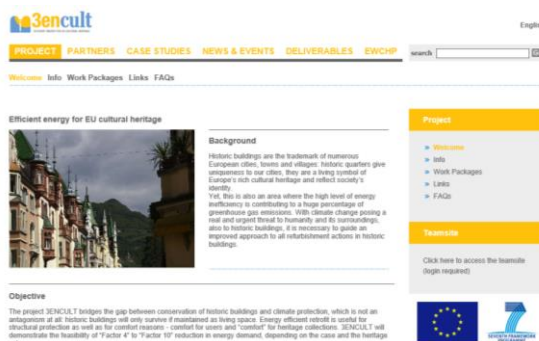 3encult
English
PROJECT PARTNERS CASE STUDIES NEWS & EVENTS DELIVERABLES EWCHP
search
Welcome Info Work Packages Links FAQs
Efficient energy for EU cultural heritage
Background
Historic buildings are the trademark of numerous
European cities, towns and villages: historic quarters give
uniqueness to our cities, they are a living symbol of
Europe's rich cultural heritage and reflect society's
identity.
Yet, this is also an area where the high level of energy
inefficiency is contributing to a huge percentage of
greenhouse gas emissions. With climate change posing a
real and urgent threat to humanity and its surroundings,
also to historic buildings, it is necessary to guide an
improved approach to all refurbishment actions in historic
buildings.
Objective
The project 3ENCULT bridges the gap between conservation of historic buildings and climate protection, which is not an
antagonism at all: historic buildings will only survive if maintained as living space. Energy efficient retrofit is useful for
structural protection as well as for comfort reasons - comfort for users and "comfort" for heritage collections. 3ENCULT will
demonstrate the feasibility of "Factor 4" to "Factor 10" reduction in energy demand, depending on the case and the heritage
Project
Welcome
Info
Work Packages
Links
FAQs
Teamsite
Click here to access the teamsite
(login required)
SEVENTH FRAMEWORK
PROGRAMME